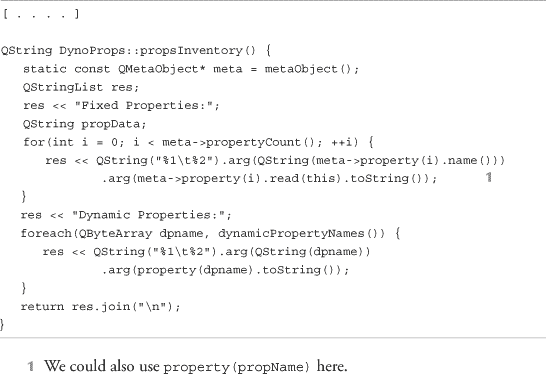 [ . . . . ]
QString DynoProps::propsInventory() {
static const QMetaObject* meta = metaObject();
QStringList res;
res << "Fixed Properties:";
QString propData;
for(int i = 0; i < meta->propertyCount(); ++i) {
res << QString("%1\t%2").arg(QString(meta->property(i).name()))
.arg(meta->property(i).read(this).toString()); 1
}
res << "Dynamic Properties:";
foreach(QByteArray dpname, dynamicPropertyNames()) {
res << QString("%1\t%2").arg(QString(dpname))
.arg(property(dpname).toString());
}
return res.join("\n");
}
1 We could also use property(propName) here.